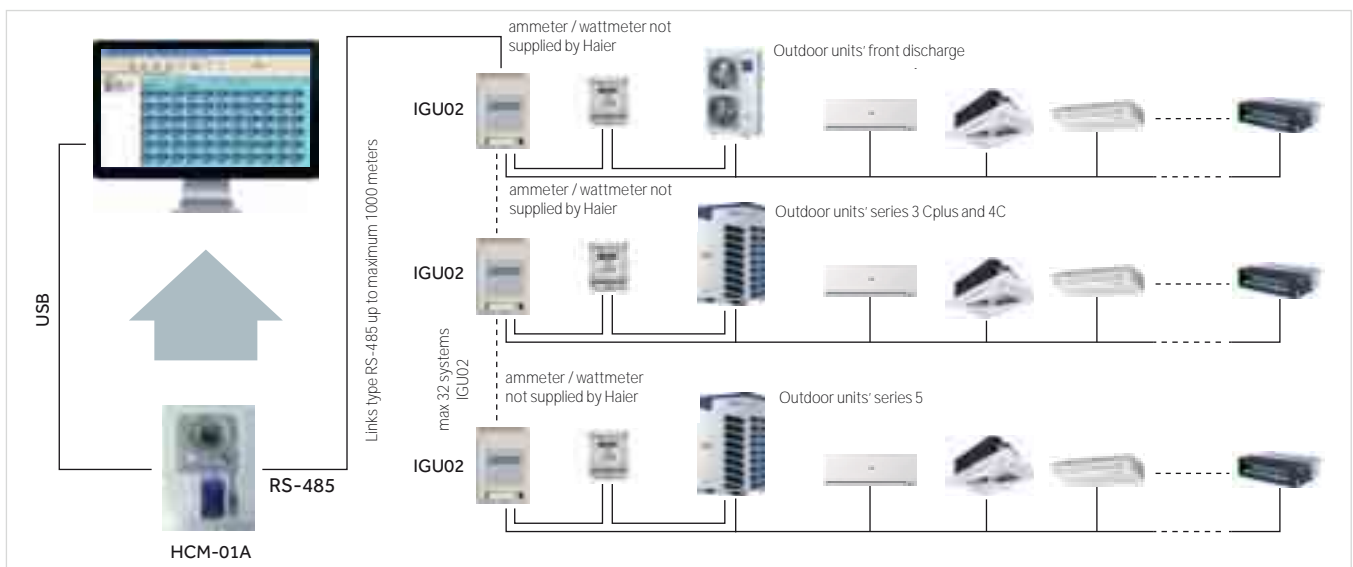 ammeter / wattmeter not
supplied by Haier
Outdoor units' front discharge
IGU02
ammeter / wattmeter not
supplied by Haier
Outdoor units' series 3 Cplus and 4C
IGU02
USB
Links type RS-485 up to maximum 1000 meters
max 32 systems
IGU02
ammeter / wattmeter
not supplied by Haier
Outdoor units' series 5
IGU02
RS-485
HCM-01A